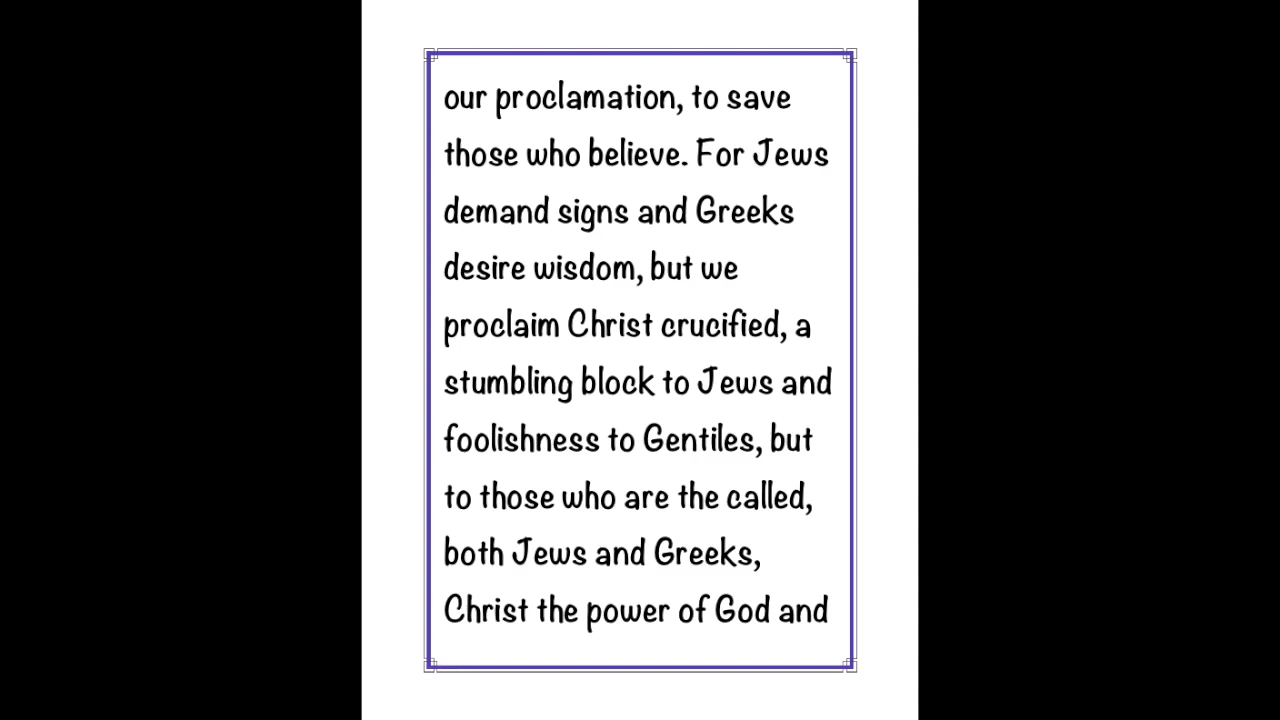 our proclamation, to save
those who believe. For Jews
demand signs and Greeks
desire wisdom, but we
proclaim Christ crucified, a
stumbling block to Jews and
foolishness to Gentiles, but
to those who are the called,
both Jews and Greeks,
Christ the power of God and